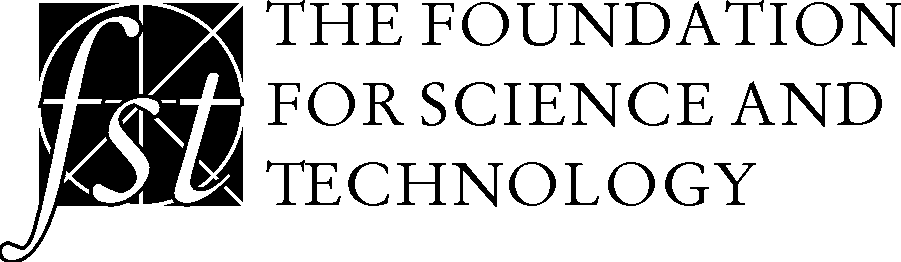 fst
THE FOUNDATION
FOR SCIENCE AND
TECHNOLOGY